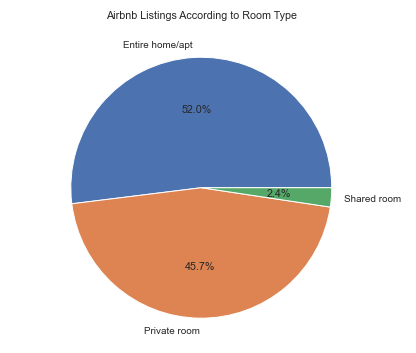 Airbnb Listings According to Room Type
Entire home/apt
52.0%
2.4%
Shared room
45.7%
Private room